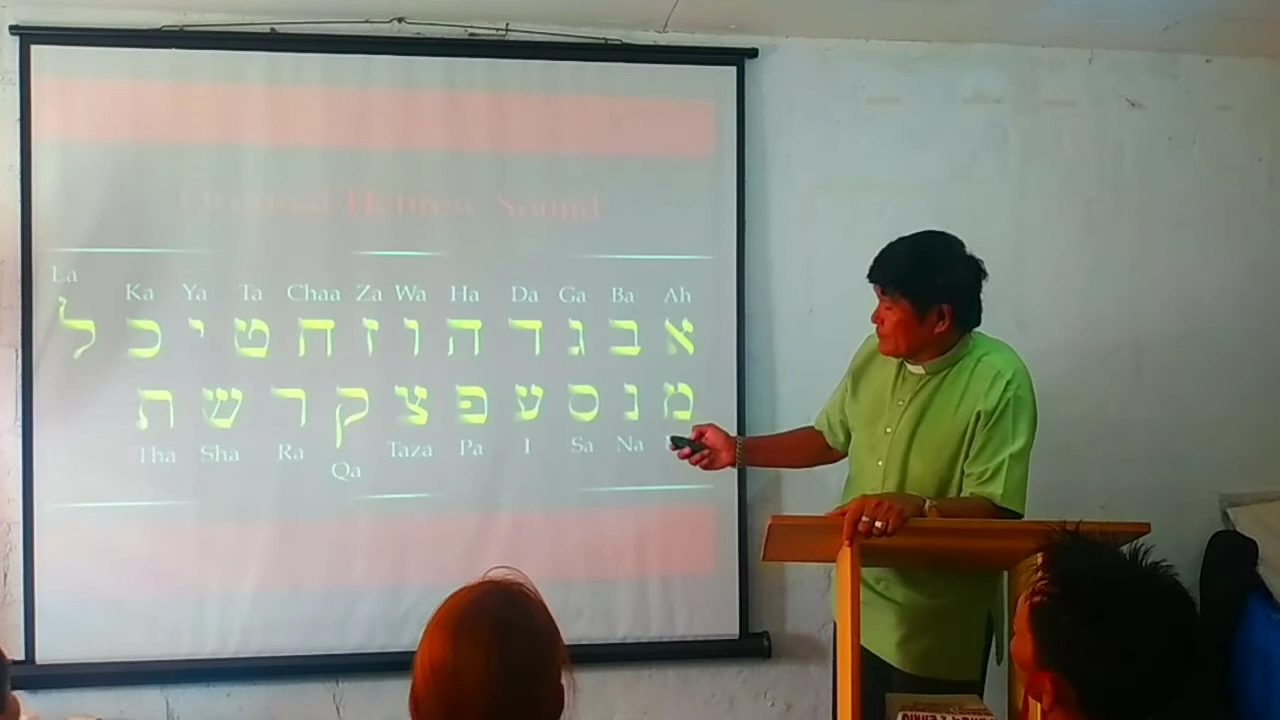 Original Hebrew Sound
La Ka Ya Ta Chaa Za Wa Ha Da Ga Ba Ah
א ב ג ד ה ו ז ח ט י כ ל
מ נ ס ע פ צ ק ר ש ת
Tha Sha Ra Qa Taza Pa I Sa Na